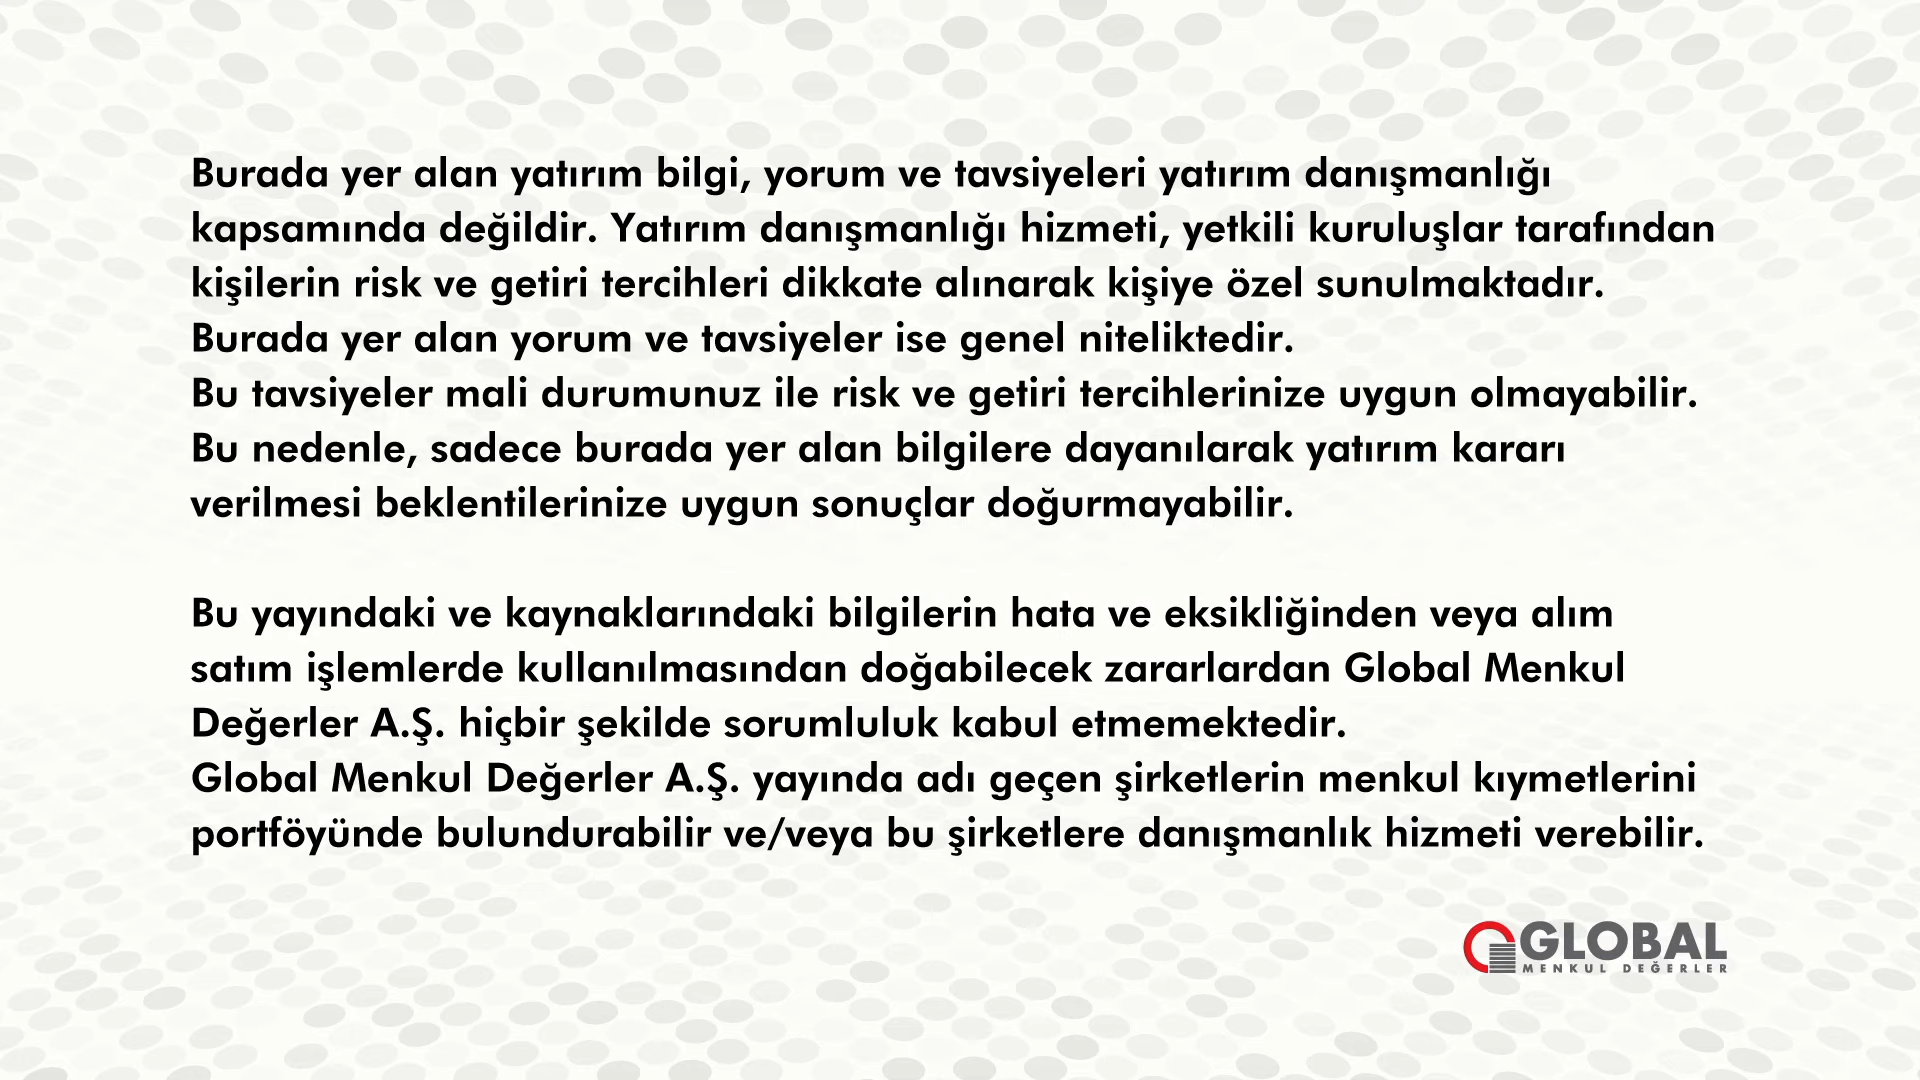 Burada yer alan yatırım bilgi, yorum ve tavsiyeleri yatırım danışmanlığı
kapsamında değildir. Yatırım danışmanlığı hizmeti, yetkili kuruluşlar tarafından
kişilerin risk ve getiri tercihleri dikkate alınarak kişiye özel sunulmaktadır.
Burada yer alan yorum ve tavsiyeler ise genel niteliktedir.
Bu tavsiyeler mali durumunuz ile risk ve getiri tercihlerinize uygun olmayabilir.
Bu nedenle, sadece burada yer alan bilgilere dayanılarak yatırım kararı
verilmesi beklentilerinize uygun sonuçlar doğurmayabilir.
Bu yayındaki ve kaynaklarındaki bilgilerin hata ve eksikliğinden veya alım
satım işlemlerde kullanılmasından doğabilecek zararlardan Global Menkul
Değerler A.Ş. hiçbir şekilde sorumluluk kabul etmemektedir.
Global Menkul Değerler A.Ş. yayında adı geçen şirketlerin menkul kıymetlerini
portföyünde bulundurabilir ve/veya bu şirketlere danışmanlık hizmeti verebilir.
GLOBAL
MENKUL DEĞERLER